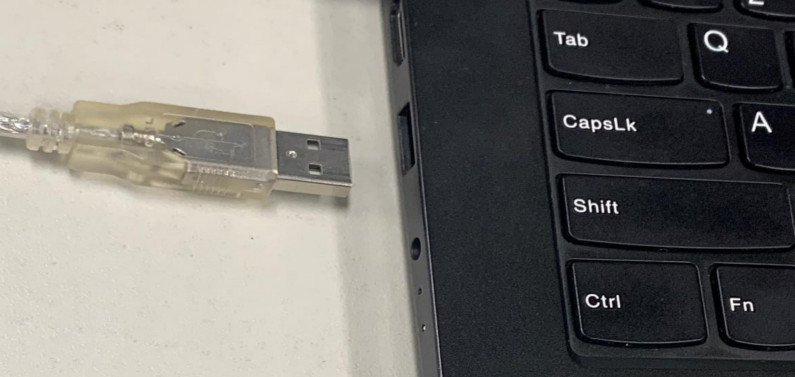 Tab
Q
CapsLk
A
Shift
Ctrl
Fn